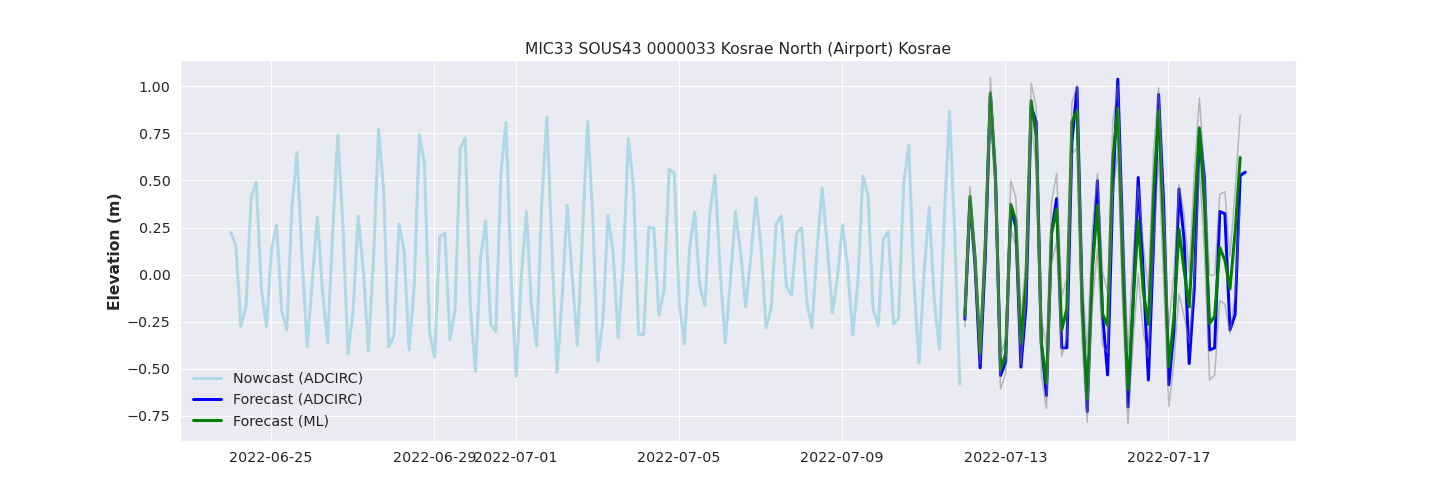 MIC33 SOUS43 0000033 Kosrae North (Airport) Kosrae
1.00
0.75
0.50
0.25
0.00
−0.25
−0.50
−0.75
Elevation (m)
Nowcast (ADCIRC)
Forecast (ADCIRC)
Forecast (ML)
2022-06-25 2022-06-29 2022-07-01 2022-07-05 2022-07-09 2022-07-13 2022-07-17